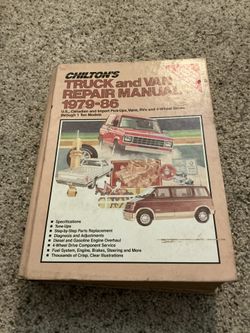 CHILTON'S
TRUCK and VAN
REPAIR MANUAL
1979-86
U.S., Canadian and Import Pick-Ups, Vans, RVs and 4-Wheel Drives
through 1 Ton Models
• Specifications
• Tune-Ups
• Step-by-Step Parts Replacement
• Diagnosis and Adjustments
• Diesel and Gasoline Engine Overhaul
• 4-Wheel Drive Component Service
• Fuel System, Engine, Brakes, Steering and More
• Thousands of Crisp, Clear Illustrations